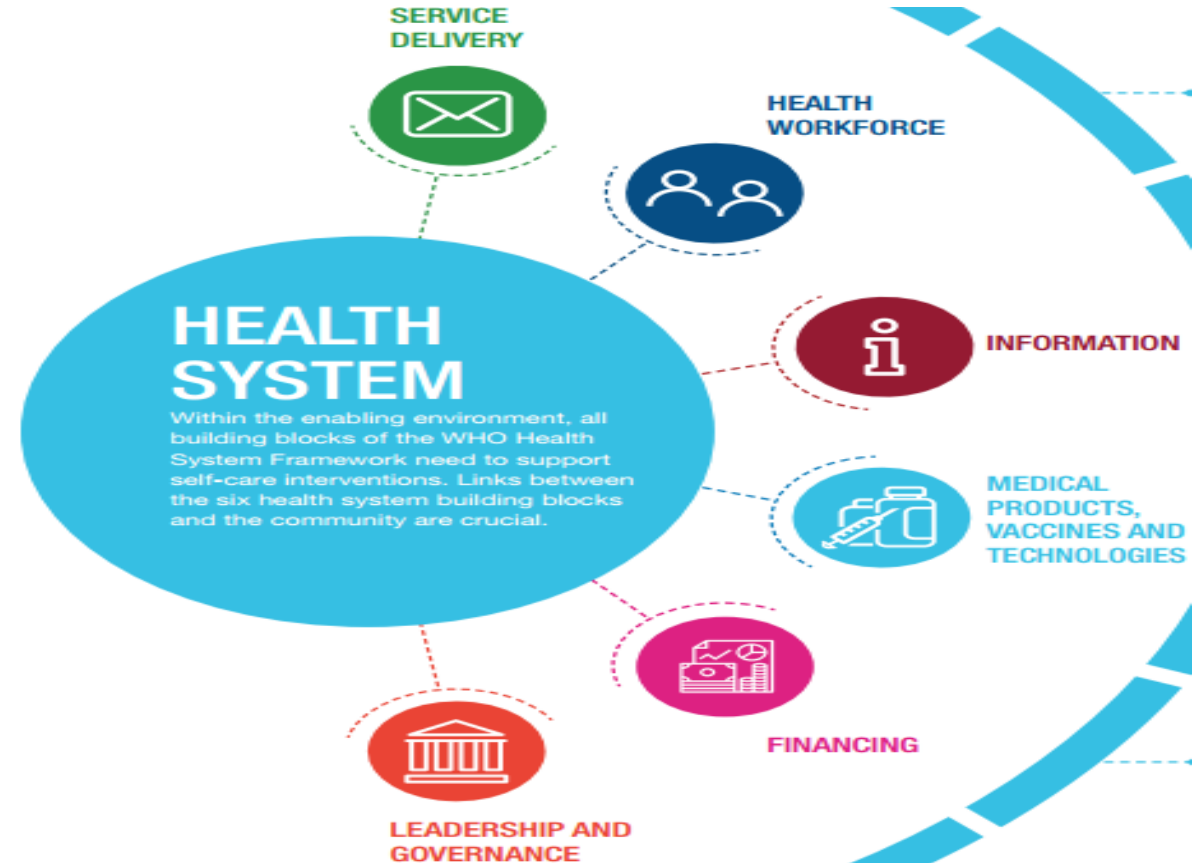 SERVICE
DELIVERY
HEALTH
WORKFORCE
HEALTH
SYSTEM
Within the enabling environment, all
building blocks of the WHO Health
System Framework need to support
self-care interventions. Links between
the six health system building blocks
and the community are crucial.
INFORMATION
MEDICAL
PRODUCTS,
VACCINES AND
TECHNOLOGIES
FINANCING
LEADERSHIP AND
GOVERNANCE